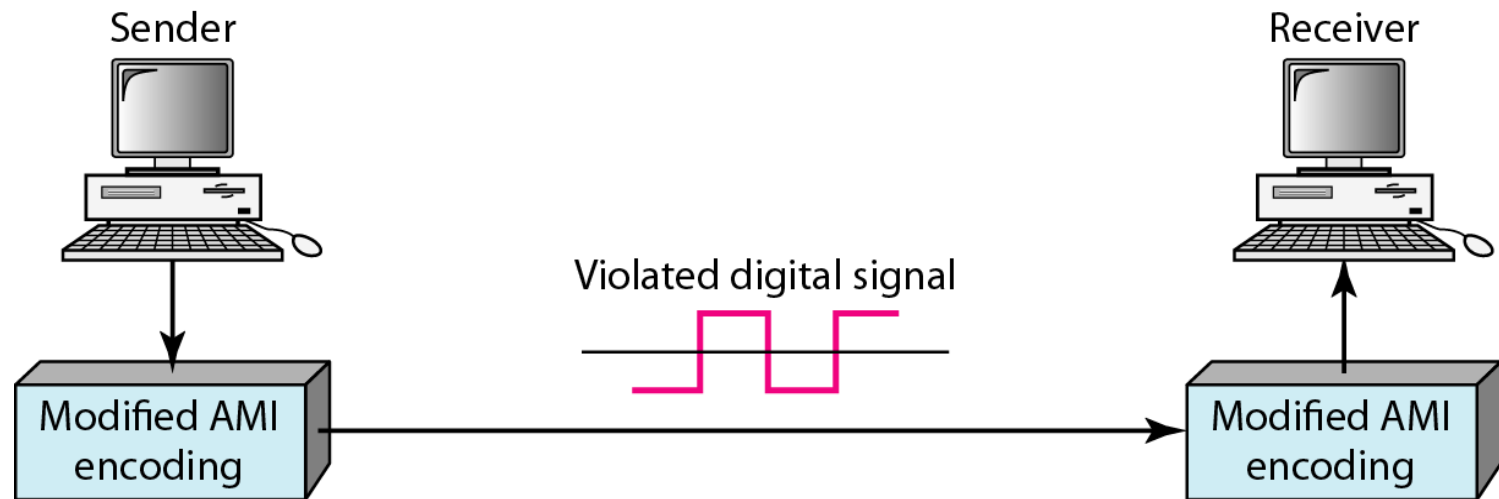 Sender
Receiver
Violated digital signal
Modified AMI
encoding
Modified AMI
encoding